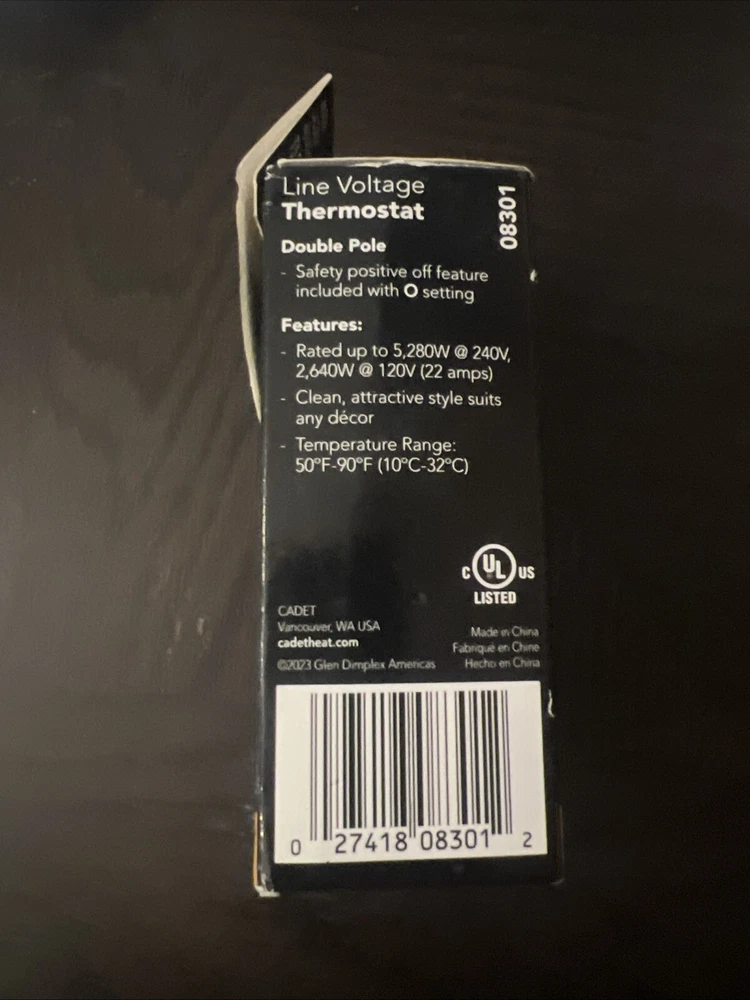 Line Voltage
Thermostat
08301
Double Pole
- Safety positive off feature
included with O setting
Features:
- Rated up to 5,280W @ 240V,
2,640W @ 120V (22 amps)
- Clean, attractive style suits
any décor
- Temperature Range:
50°F-90°F (10°C-32°C)
C UL US
LISTED
CADET
Vancouver, WA USA
cadetheat.com
©2023 Glen Dimplex Americas
Made in China
Fabriqué en Chine
Hecho en China
0 27418 08301 2